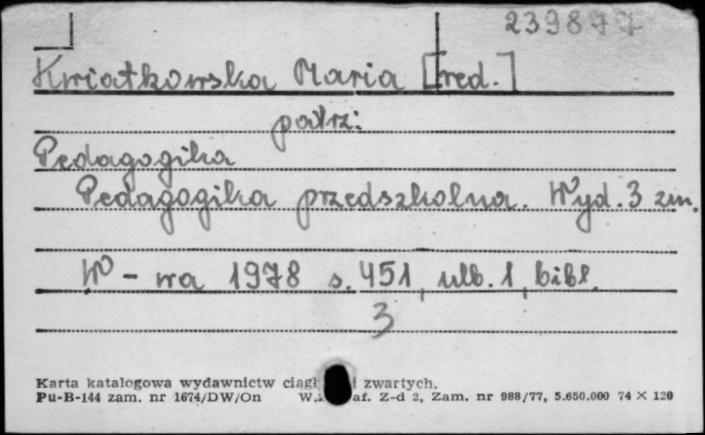 239877
Kwiatkowska Maria [red.]
patrz:
Pedagogika
Pedagogika przedszkolna. Wyd. 3 zm.
W-wa 1978 s. 451, ulb. 1, bibl.
3
Karta katalogowa wydawnictw ciągł i zwartych.
Pu-B-144 zam. nr 1674/DW/On W.z af. Z-d 2, Zam. nr 988/77, 5.650.000 74 × 120